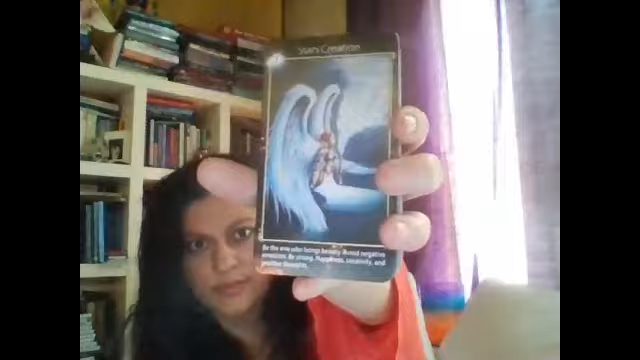 Stars Creation
Be the one who brings beauty. Avoid negative
emotions. Be strong. Happiness, creativity, and
positive thoughts.